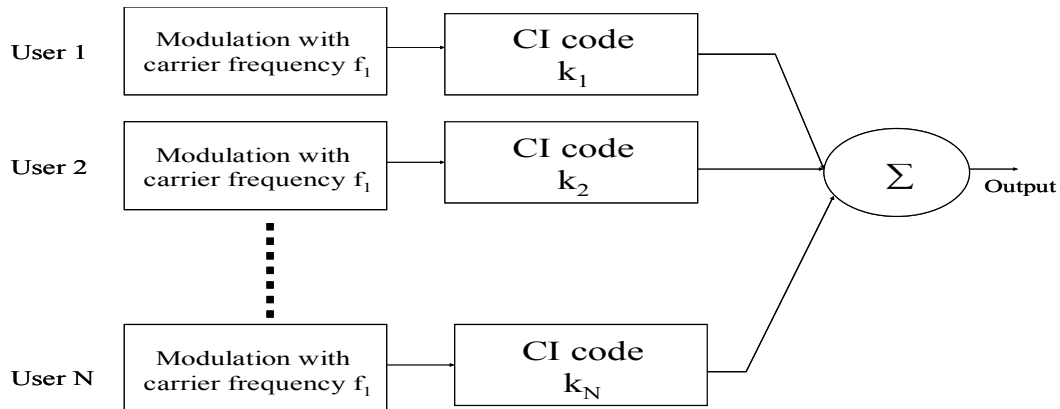 User 1
Modulation with
carrier frequency f₁
CI code
k₁
User 2
Modulation with
carrier frequency f₁
CI code
k₂
Σ
Output
User N
Modulation with
carrier frequency f₁
CI code
k_N